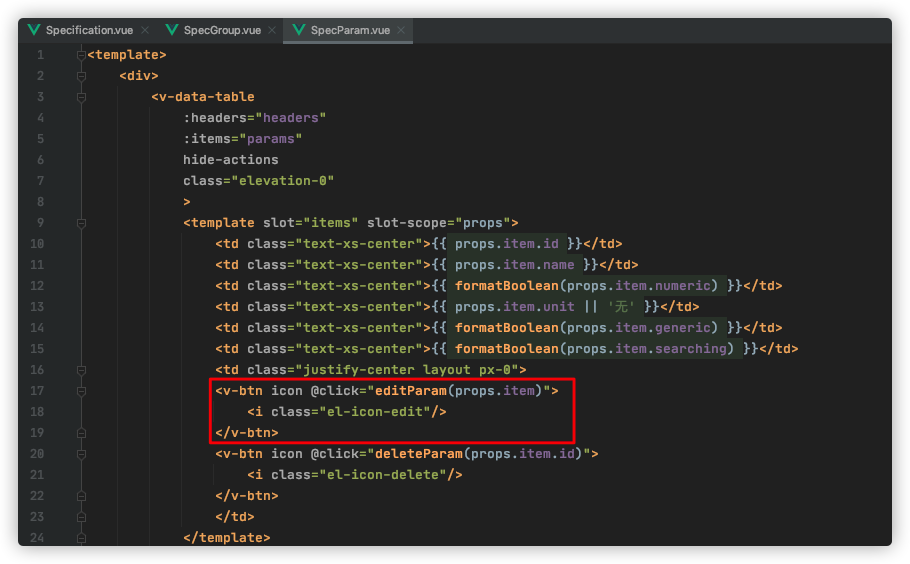 Specification.vue SpecGroup.vue SpecParam.vue
1 <template>
2 <div>
3 <v-data-table
4 :headers="headers"
5 :items="params"
6 hide-actions
7 class="elevation-0"
8 >
9 <template slot="items" slot-scope="props">
10 <td class="text-xs-center">{{ props.item.id }}</td>
11 <td class="text-xs-center">{{ props.item.name }}</td>
12 <td class="text-xs-center">{{ formatBoolean(props.item.numeric) }}</td>
13 <td class="text-xs-center">{{ props.item.unit || '无' }}</td>
14 <td class="text-xs-center">{{ formatBoolean(props.item.generic) }}</td>
15 <td class="text-xs-center">{{ formatBoolean(props.item.searching) }}</td>
16 <td class="justify-center layout px-0">
17 <v-btn icon @click="editParam(props.item)">
18 <i class="el-icon-edit"/>
19 </v-btn>
20 <v-btn icon @click="deleteParam(props.item.id)">
21 <i class="el-icon-delete"/>
22 </v-btn>
23 </td>
24 </template>